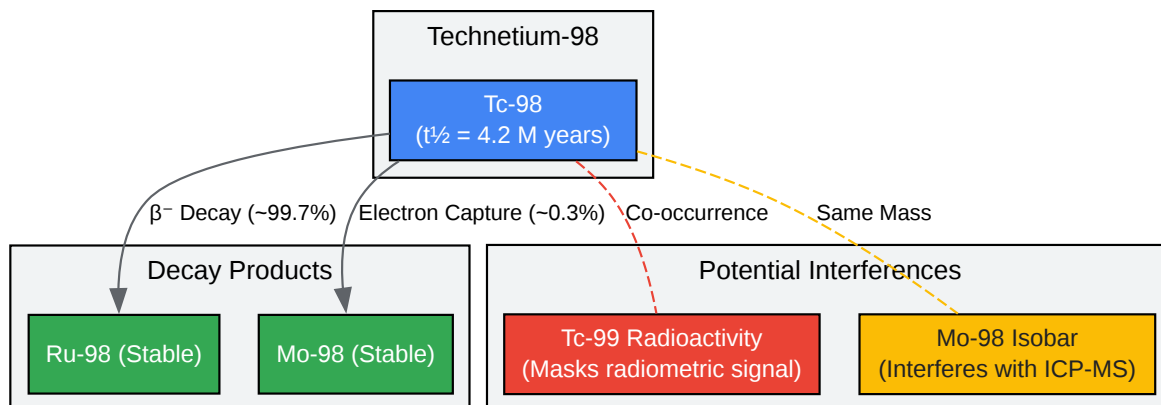 Technetium-98
Tc-98
(t½ = 4.2 M years)
β⁻ Decay (~99.7%)
Electron Capture (~0.3%)
Co-occurrence
Same Mass
Decay Products
Ru-98 (Stable)
Mo-98 (Stable)
Potential Interferences
Tc-99 Radioactivity
(Masks radiometric signal)
Mo-98 Isobar
(Interferes with ICP-MS)